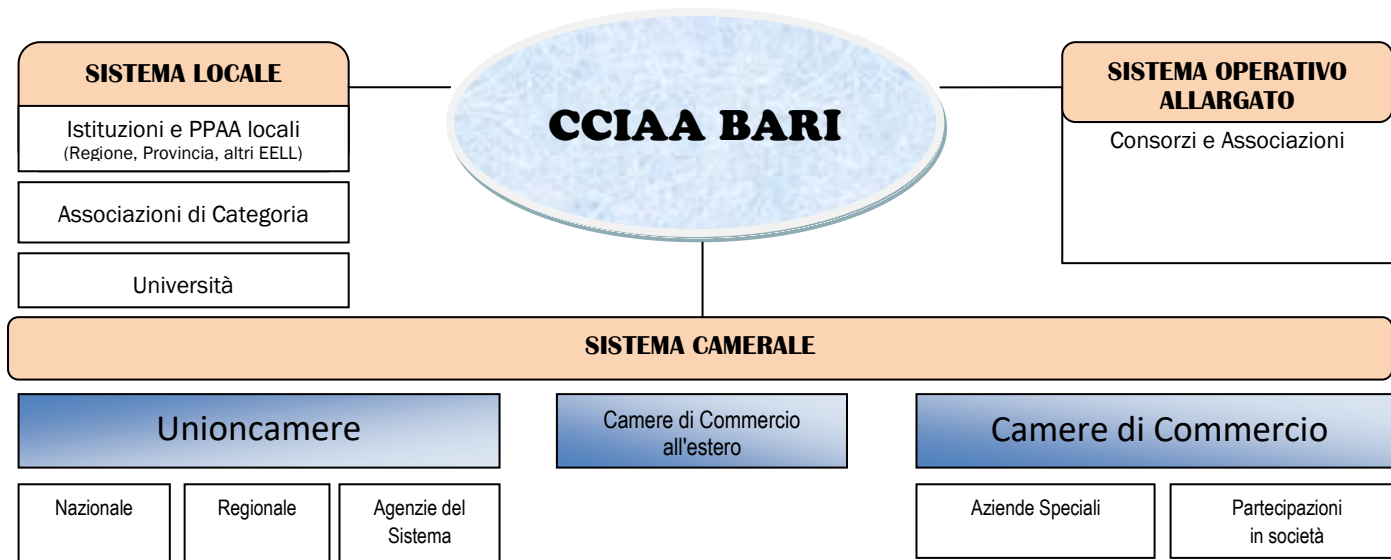 SISTEMA LOCALE
Istituzioni e PPAA locali
(Regione, Provincia, altri EELL)
Associazioni di Categoria
Università
CCIAA BARI
SISTEMA OPERATIVO
ALLARGATO
Consorzi e Associazioni
SISTEMA CAMERALE
Unioncamere
Nazionale
Regionale
Agenzie del
Sistema
Camere di Commercio
all'estero
Camere di Commercio
Aziende Speciali
Partecipazioni
in società